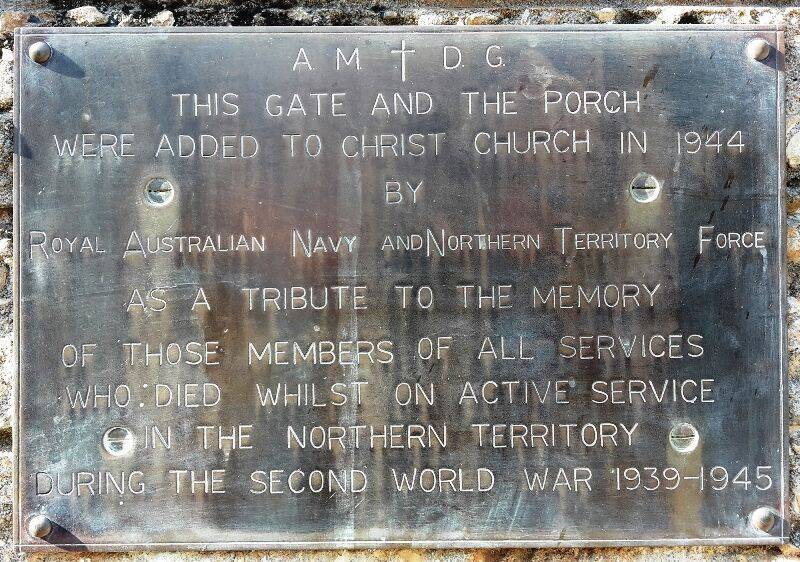 A. M. † D. G.
THIS GATE AND THE PORCH
WERE ADDED TO CHRIST CHURCH IN 1944
BY
ROYAL AUSTRALIAN NAVY AND NORTHERN TERRITORY FORCE
AS A TRIBUTE TO THE MEMORY
OF THOSE MEMBERS OF ALL SERVICES
WHO DIED WHILST ON ACTIVE SERVICE
IN THE NORTHERN TERRITORY
DURING THE SECOND WORLD WAR 1939-1945